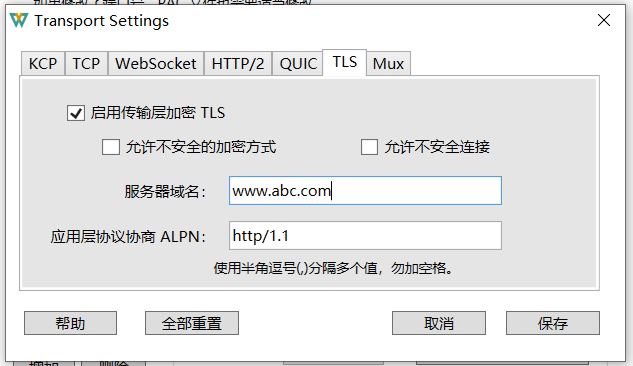 Transport Settings
KCP TCP WebSocket HTTP/2 QUIC TLS Mux
启用传输层加密 TLS
允许不安全的加密方式 允许不安全连接
服务器域名： www.abc.com
应用层协议协商 ALPN： http/1.1
使用半角逗号(,)分隔多个值，勿加空格。
帮助 全部重置 取消 保存
增加 删除